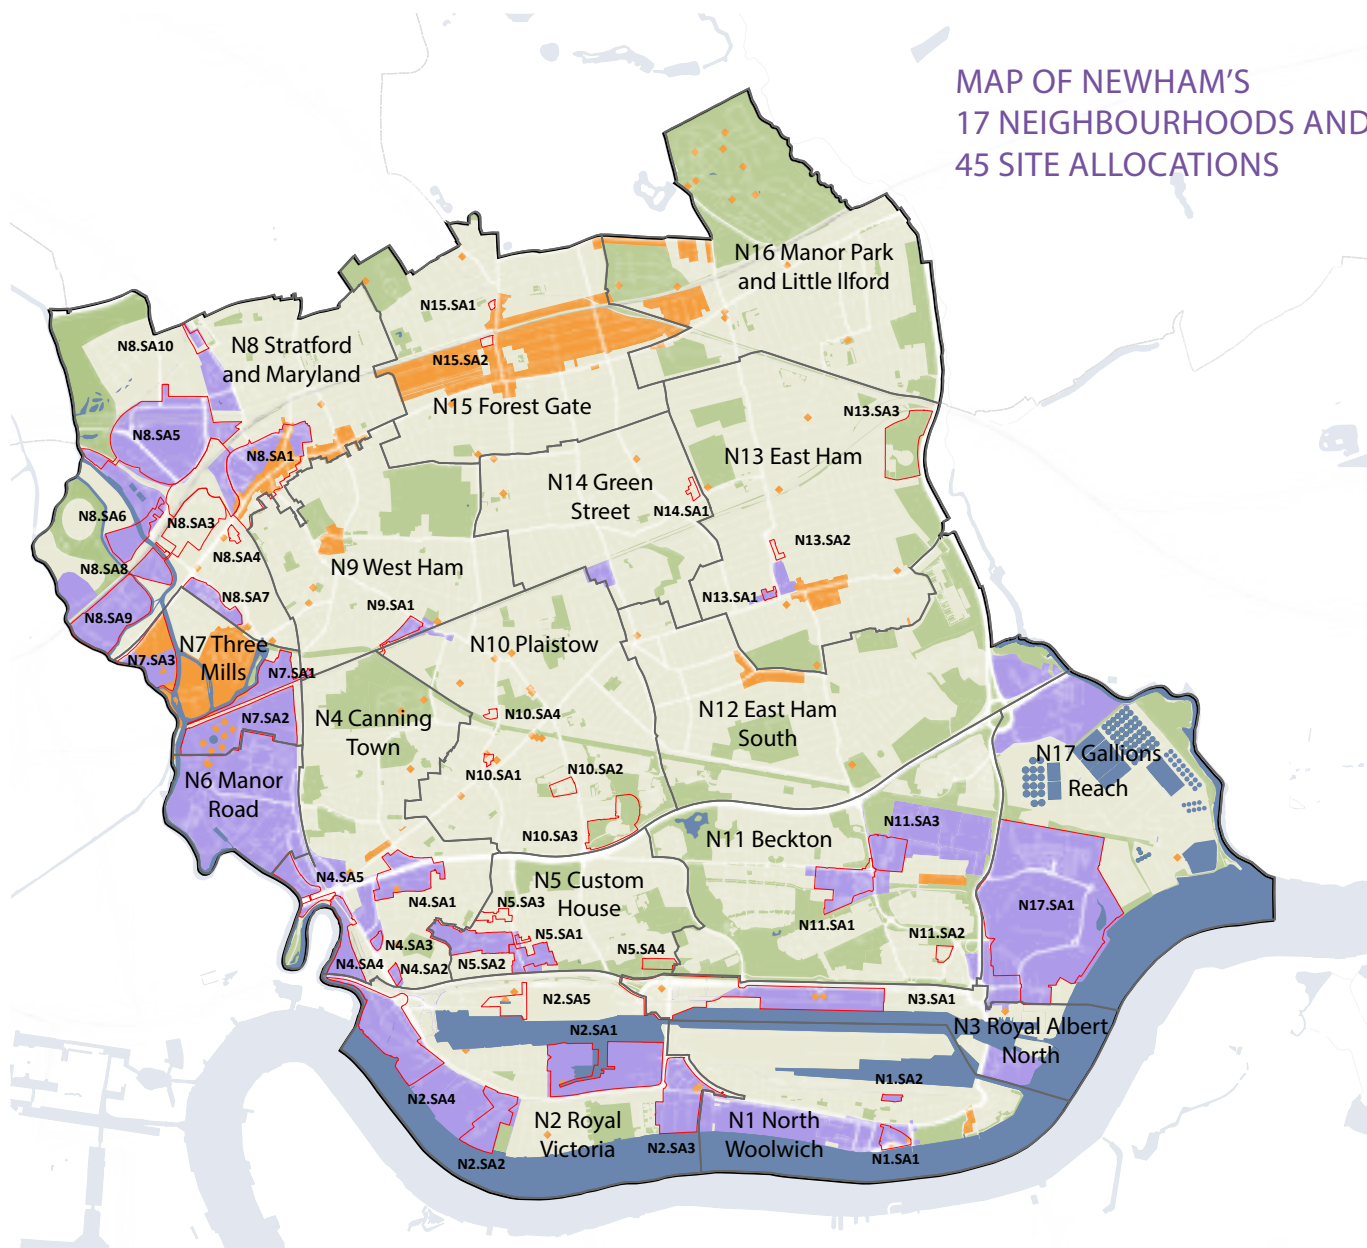 MAP OF NEWHAM'S
17 NEIGHBOURHOODS AND
45 SITE ALLOCATIONS
N16 Manor Park
and Little Ilford
N15.SA1
N8.SA10
N8 Stratford
and Maryland
N15.SA2
N15 Forest Gate
N13.SA3
N8.SA5
N8.SA1
N13 East Ham
N14 Green
Street
N14.SA1
N8.SA6
N8.SA3
N8.SA4
N13.SA2
N8.SA8
N9 West Ham
N8.SA7
N9.SA1
N13.SA1
N8.SA9
N7 Three
Mills
N7.SA3
N7.SA1
N10 Plaistow
N4 Canning
Town
N7.SA2
N10.SA4
N12 East Ham
South
N17 Gallions
Reach
N6 Manor
Road
N10.SA1
N10.SA2
N10.SA3
N11 Beckton
N11.SA3
N4.SA5
N5 Custom
House
N4.SA1
N5.SA3
N17.SA1
N11.SA1
N11.SA2
N5.SA1
N4.SA3
N5.SA4
N4.SA4
N4.SA2
N5.SA2
N2.SA5
N3.SA1
N2.SA1
N3 Royal Albert
North
N1.SA2
N2.SA4
N2 Royal
Victoria
N1 North
Woolwich
N2.SA2
N2.SA3
N1.SA1